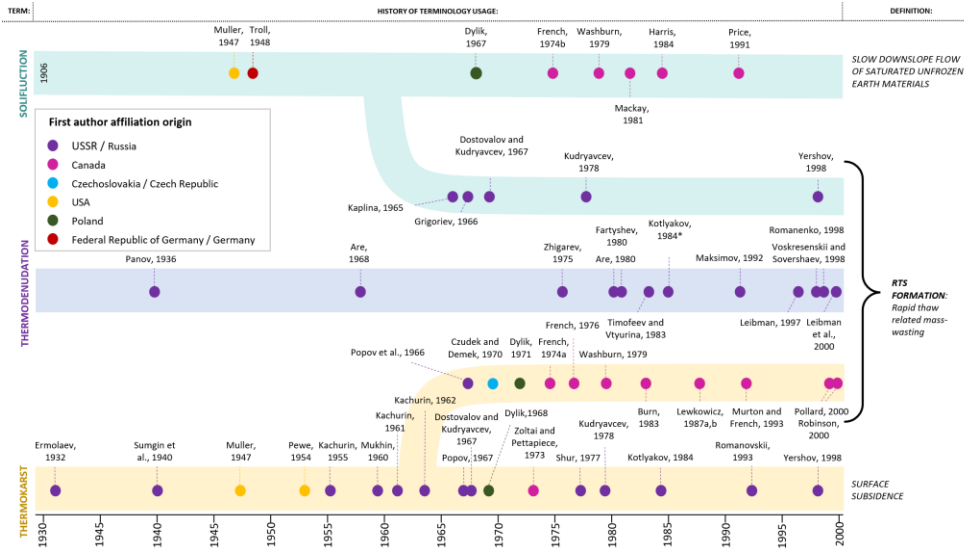 TERM:
HISTORY OF TERMINOLOGY USAGE:
DEFINITION:
SOLIFLUCTION
1906
Muller,
1947
Troll,
1948
Dylik,
1967
French,
1974b
Washburn,
1979
Harris,
1984
Price,
1991
Mackay,
1981
SLOW DOWNSLOPE FLOW
OF SATURATED UNFROZEN
EARTH MATERIALS
First author affiliation origin
USSR / Russia
Canada
Czechoslovakia / Czech Republic
USA
Poland
Federal Republic of Germany / Germany
Dostovalov and
Kudryavcev, 1967
Kudryavcev,
1978
Yershov,
1998
Kaplina, 1965
Grigoriev, 1966
THERMODENUDATION
Panov, 1936
Are,
1968
Zhigarev,
1975
Fartyshev,
1980
Are, 1980
Kotlyakov,
1984*
Maksimov, 1992
Romanenko, 1998
Voskresenskii and
Sovershaev, 1998
Timofeev and
Vtyurina, 1983
Leibman, 1997
Leibman
et al.,
2000
RTS
FORMATION:
Rapid thaw
related mass-
wasting
Popov et al., 1966
Czudek and
Demek, 1970
Dylik,
1971
French,
1974a
French, 1976
Washburn, 1979
Burn,
1983
Lewkowicz,
1987a,b
Murton and
French, 1993
Pollard, 2000
Robinson,
2000
THERMOKARST
Ermolaev,
1932
Sumgin et
al., 1940
Muller,
1947
Pewe,
1954
Kachurin,
1955
Mukhin,
1960
Kachurin,
1961
Kachurin, 1962
Dostovalov and
Kudryavcev,
1967
Popov, 1967
Dylik,1968
Zoltai and
Pettapiece,
1973
Shur, 1977
Kudryavcev,
1978
Kotlyakov, 1984
Romanovskii,
1993
Yershov, 1998
SURFACE
SUBSIDENCE
1930
1935
1940
1945
1950
1955
1960
1965
1970
1975
1980
1985
1990
1995
2000